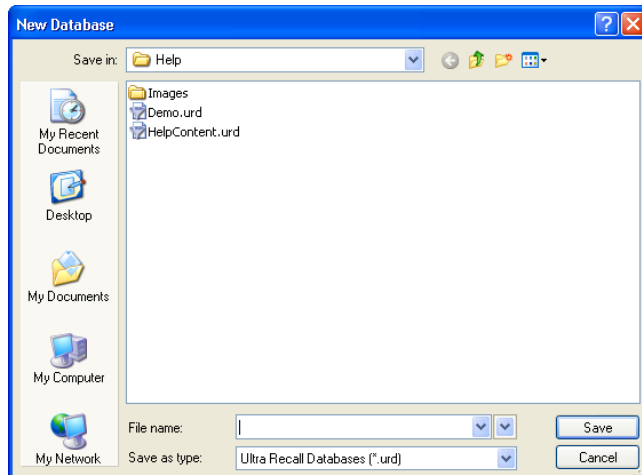 New Database
Save in:
Help
My Recent
Documents
Desktop
My Documents
My Computer
My Network
Images
Demo.urd
HelpContent.urd
File name:
Save
Save as type:
Ultra Recall Databases (*.urd)
Cancel